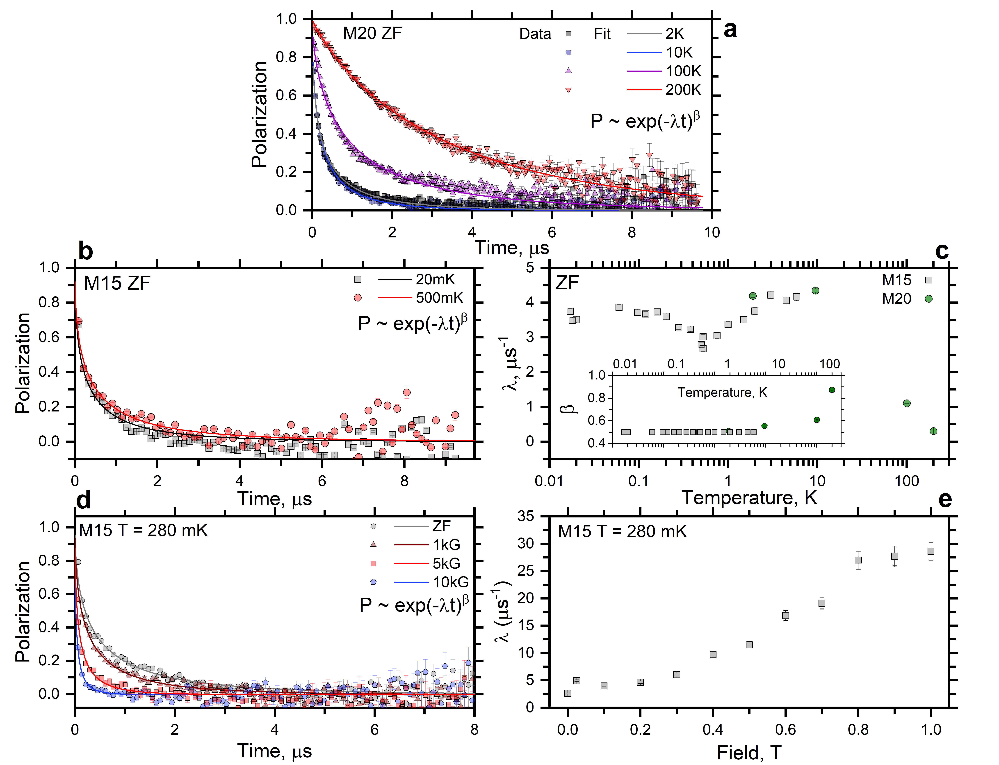 a
M20 ZF
Data Fit 2K
10K
100K
200K
P ~ exp(-λt)^β
Polarization
1.0
0.8
0.6
0.4
0.2
0.0
0 2 4 6 8 10
Time, μs
b
M15 ZF
20mK
500mK
P ~ exp(-λt)^β
Polarization
1.0
0.8
0.6
0.4
0.2
0.0
0 2 4 6 8
Time, μs
c
ZF
M15
M20
λ, μs⁻¹
5
4
3
2
1
0
0.01 0.1 1 10 100
Temperature, K
β
1.0
0.8
0.6
0.4
0.01 0.1 1 10 100
Temperature, K
d
M15 T = 280 mK
ZF
1kG
5kG
10kG
P ~ exp(-λt)^β
Polarization
1.0
0.8
0.6
0.4
0.2
0.0
0 2 4 6 8
Time, μs
e
M15 T = 280 mK
λ (μs⁻¹)
35
30
25
20
15
10
5
0
0.0 0.2 0.4 0.6 0.8 1.0
Field, T